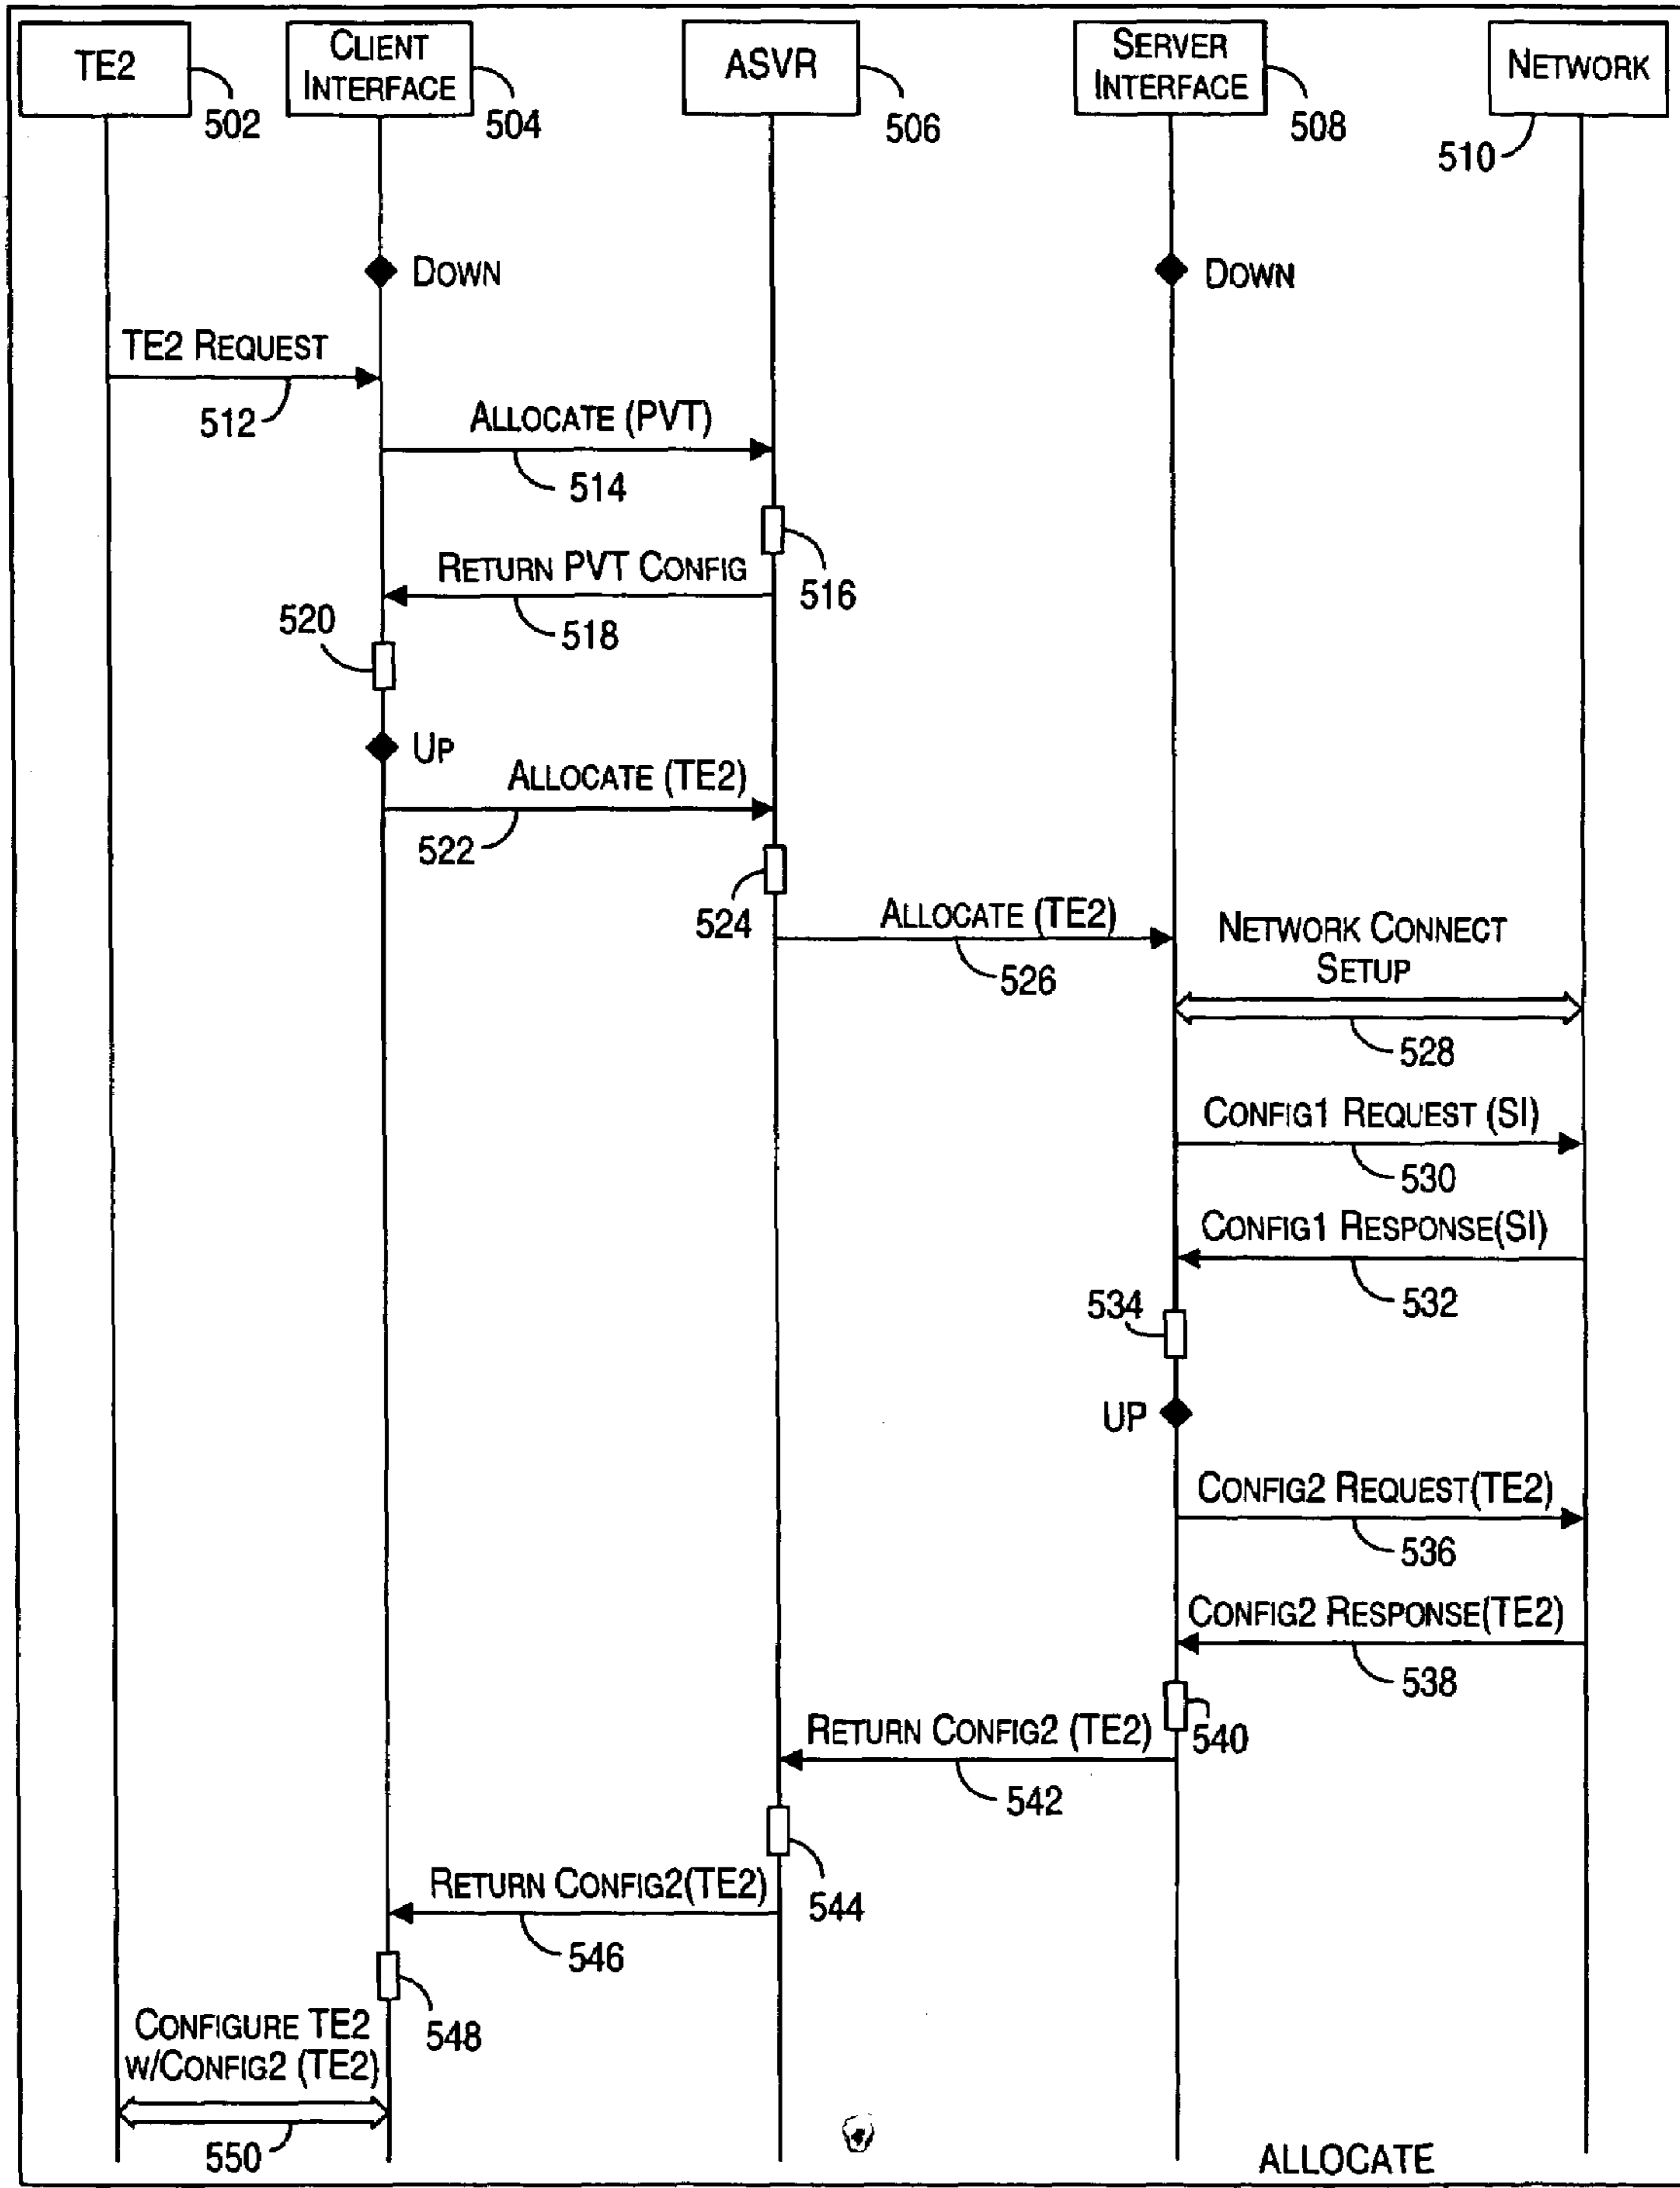 TE2
CLIENT
INTERFACE
ASVR
SERVER
INTERFACE
NETWORK
502
504
506
508
510
DOWN
DOWN
TE2 REQUEST
512
ALLOCATE (PVT)
514
516
RETURN PVT CONFIG
518
520
UP
ALLOCATE (TE2)
522
524
ALLOCATE (TE2)
526
NETWORK CONNECT
SETUP
528
CONFIG1 REQUEST (SI)
530
CONFIG1 RESPONSE(SI)
532
534
UP
CONFIG2 REQUEST(TE2)
536
CONFIG2 RESPONSE(TE2)
538
540
RETURN CONFIG2 (TE2)
542
544
RETURN CONFIG2(TE2)
546
548
CONFIGURE TE2
W/CONFIG2 (TE2)
550
ALLOCATE